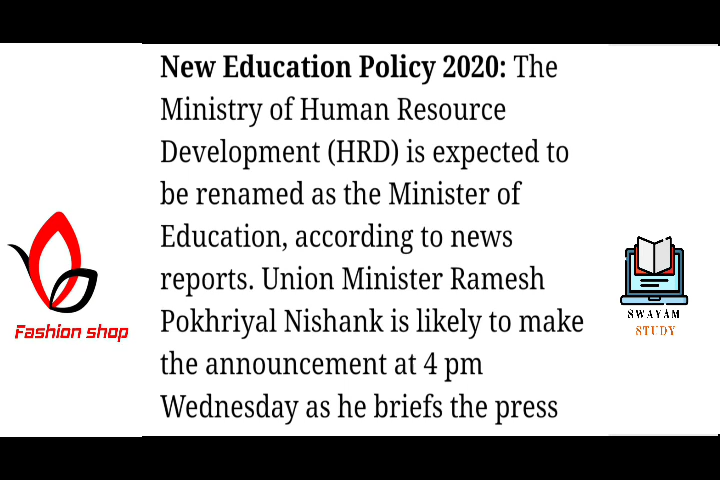 New Education Policy 2020: The
Ministry of Human Resource
Development (HRD) is expected to
be renamed as the Minister of
Education, according to news
reports. Union Minister Ramesh
Pokhriyal Nishank is likely to make
the announcement at 4 pm
Wednesday as he briefs the press
Fashion shop
SWAYAM
STUDY